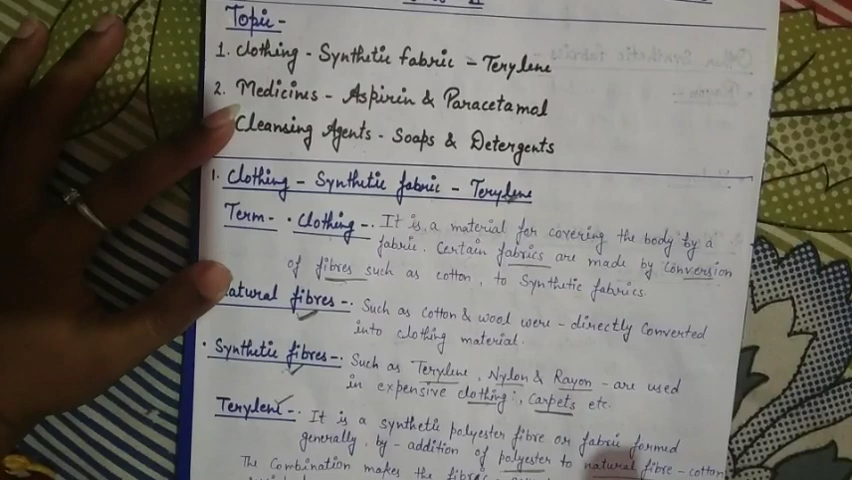 Topic -
1. Clothing - Synthetic fabric - Terylene
2. Medicines - Aspirin & Paracetamol
Cleansing Agents - Soaps & Detergents
1. Clothing - Synthetic fabric - Terylene
Term - • Clothing -. It is a material for covering the body by a
fabric. Certain fabrics are made by conversion
of fibres such as cotton, to Synthetic fabrics.
Natural fibres -. Such as cotton & wool were - directly converted
into clothing material.
• Synthetic fibres -. Such as Terylene, Nylon & Rayon - are used
in expensive clothing, carpets etc.
Terylene -. It is a synthetic polyester fibre or fabric formed
generally, by - addition of polyester to natural fibre - cotton
The Combination makes the fibres